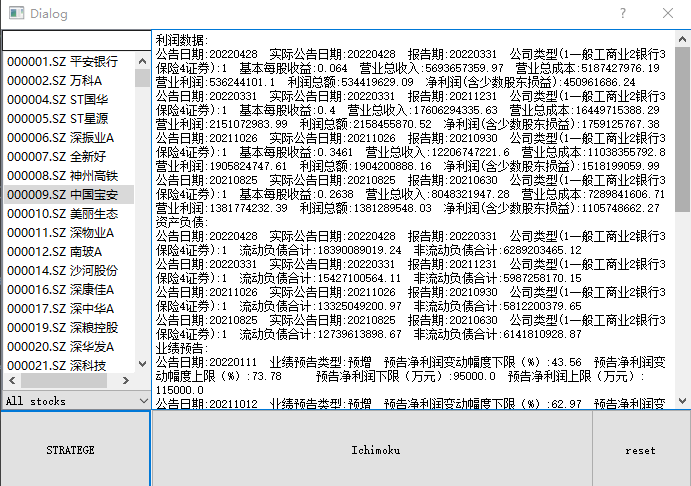 Dialog
?
000001.SZ 平安银行
000002.SZ 万科A
000004.SZ ST国华
000005.SZ ST星源
000006.SZ 深振业A
000007.SZ 全新好
000008.SZ 神州高铁
000009.SZ 中国宝安
000010.SZ 美丽生态
000011.SZ 深物业A
000012.SZ 南玻A
000014.SZ 沙河股份
000016.SZ 深康佳A
000017.SZ 深中华A
000019.SZ 深粮控股
000020.SZ 深华发A
000021.SZ 深科技
All stocks
利润数据:
公告日期:20220428 实际公告日期:20220428 报告期:20220331 公司类型(1一般工商业2银行3
保险4证券):1 基本每股收益:0.064 营业总收入:5693657359.97 营业总成本:5187427976.19
营业利润:536244101.1 利润总额:534419629.09 净利润(含少数股东损益):450961686.24
公告日期:20220331 实际公告日期:20220331 报告期:20211231 公司类型(1一般工商业2银行3
保险4证券):1 基本每股收益:0.4 营业总收入:17606294335.63 营业总成本:16449715388.29
营业利润:2151072983.99 利润总额:2158455870.52 净利润(含少数股东损益):1759125767.38
公告日期:20211026 实际公告日期:20211026 报告期:20210930 公司类型(1一般工商业2银行3
保险4证券):1 基本每股收益:0.3461 营业总收入:12206747221.6 营业总成本:11038355792.8
营业利润:1905824747.61 利润总额:1904200888.16 净利润(含少数股东损益):1518199059.99
公告日期:20210825 实际公告日期:20210825 报告期:20210630 公司类型(1一般工商业2银行3
保险4证券):1 基本每股收益:0.2638 营业总收入:8048321947.28 营业总成本:7289841606.71
营业利润:1381774232.39 利润总额:1381289548.03 净利润(含少数股东损益):1105748662.27
资产负债:
公告日期:20220428 实际公告日期:20220428 报告期:20220331 公司类型(1一般工商业2银行3
保险4证券):1 流动负债合计:18390089019.24 非流动负债合计:6289203465.12
公告日期:20220331 实际公告日期:20220331 报告期:20211231 公司类型(1一般工商业2银行3
保险4证券):1 流动负债合计:15427100564.11 非流动负债合计:5987258170.15
公告日期:20211026 实际公告日期:20211026 报告期:20210930 公司类型(1一般工商业2银行3
保险4证券):1 流动负债合计:13325049200.97 非流动负债合计:5812200379.65
公告日期:20210825 实际公告日期:20210825 报告期:20210630 公司类型(1一般工商业2银行3
保险4证券):1 流动负债合计:12739613898.67 非流动负债合计:6141810928.87
业绩预告:
公告日期:20220111 业绩预告类型:预增 预告净利润变动幅度下限（%）:43.56 预告净利润变
动幅度上限（%）:73.78 预告净利润下限（万元）:95000.0 预告净利润上限（万元）:
115000.0
公告日期:20211012 业绩预告类型:预增 预告净利润变动幅度下限（%）:62.97 预告净利润变
STRATEGE
Ichimoku
reset